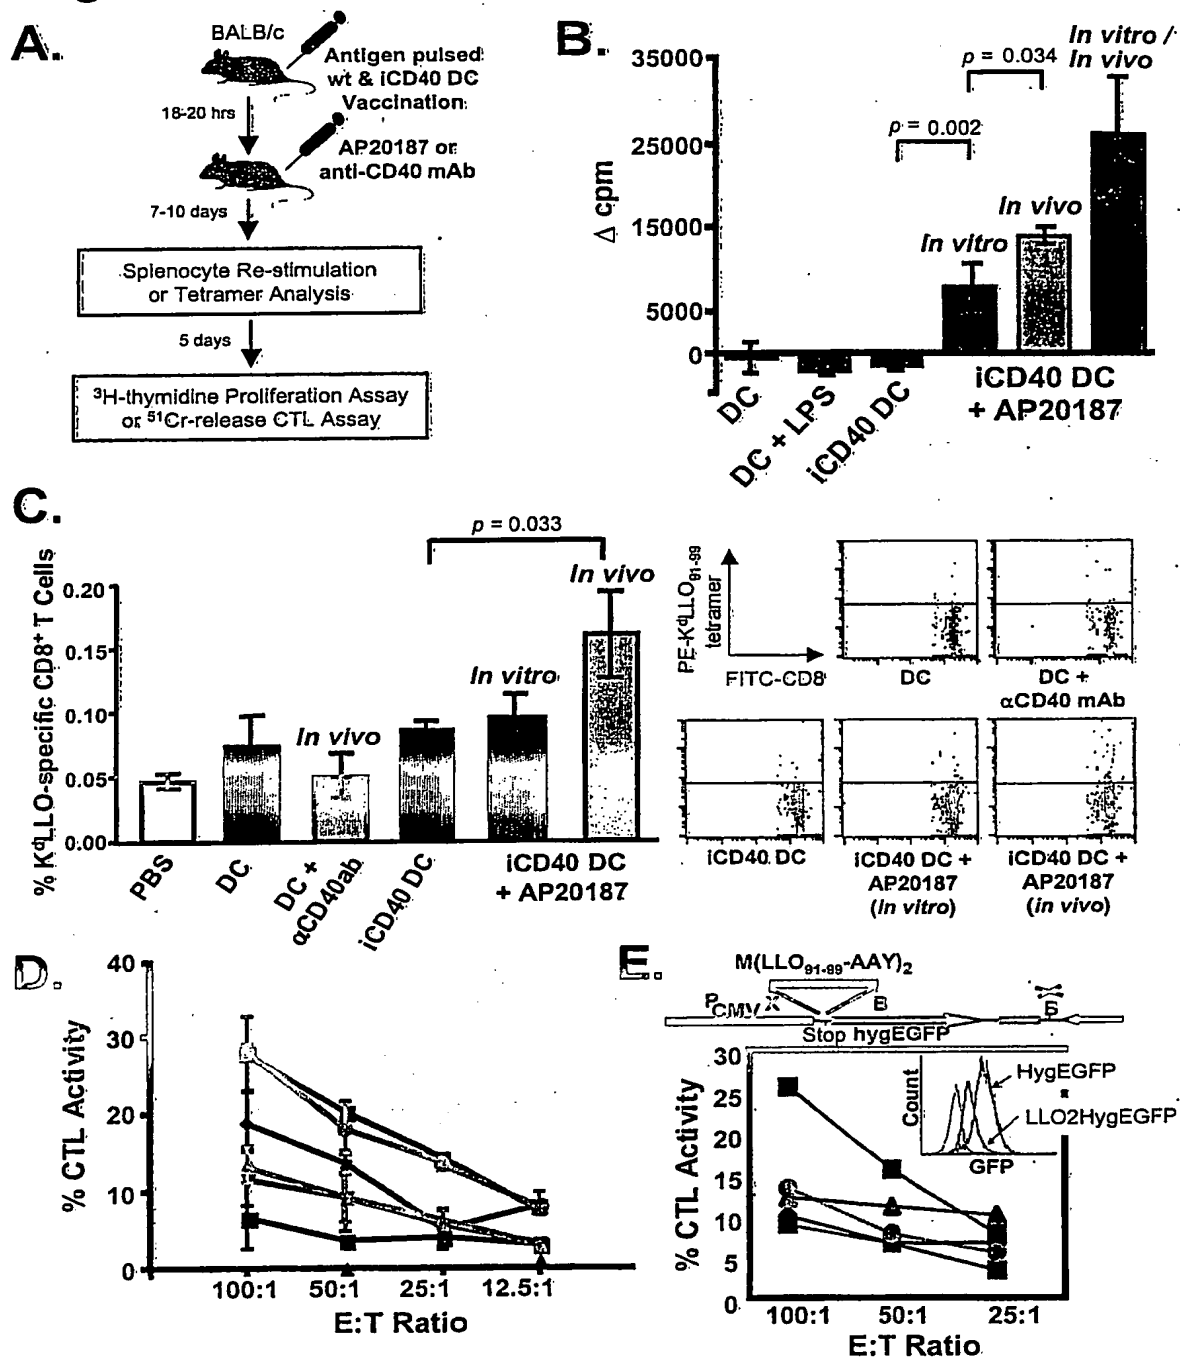 A.
BALB/c
Antigen pulsed
wt & iCD40 DC
Vaccination
18-20 hrs
AP20187 or
anti-CD40 mAb
7-10 days
Splenocyte Re-stimulation
or Tetramer Analysis
5 days
³H-thymidine Proliferation Assay
or ⁵¹Cr-release CTL Assay
B.
In vitro /
In vivo
p = 0.034
p = 0.002
In vivo
In vitro
Δ cpm
35000
25000
15000
5000
0
DC
DC + LPS
iCD40 DC
iCD40 DC
+ AP20187
C.
p = 0.033
In vivo
In vitro
In vivo
% KᵈLLO-specific CD8⁺ T Cells
0.20
0.15
0.10
0.05
0.00
PBS
DC
DC +
αCD40ab
iCD40 DC
iCD40 DC
+ AP20187
PE-KᵈLLO₉₁₋₉₉
tetramer
FITC-CD8
DC
DC +
αCD40 mAb
iCD40 DC
iCD40 DC +
AP20187
(in vitro)
iCD40 DC +
AP20187
(in vivo)
D.
% CTL Activity
40
30
20
10
0
100:1
50:1
25:1
12.5:1
E:T Ratio
E.
M(LLO₉₁₋₉₉-AAY)₂
P CMV X
B
Stop hygEGFP
% CTL Activity
30
25
20
15
10
5
0
Count
HygEGFP
LLO2HygEGFP
GFP
100:1
50:1
25:1
E:T Ratio